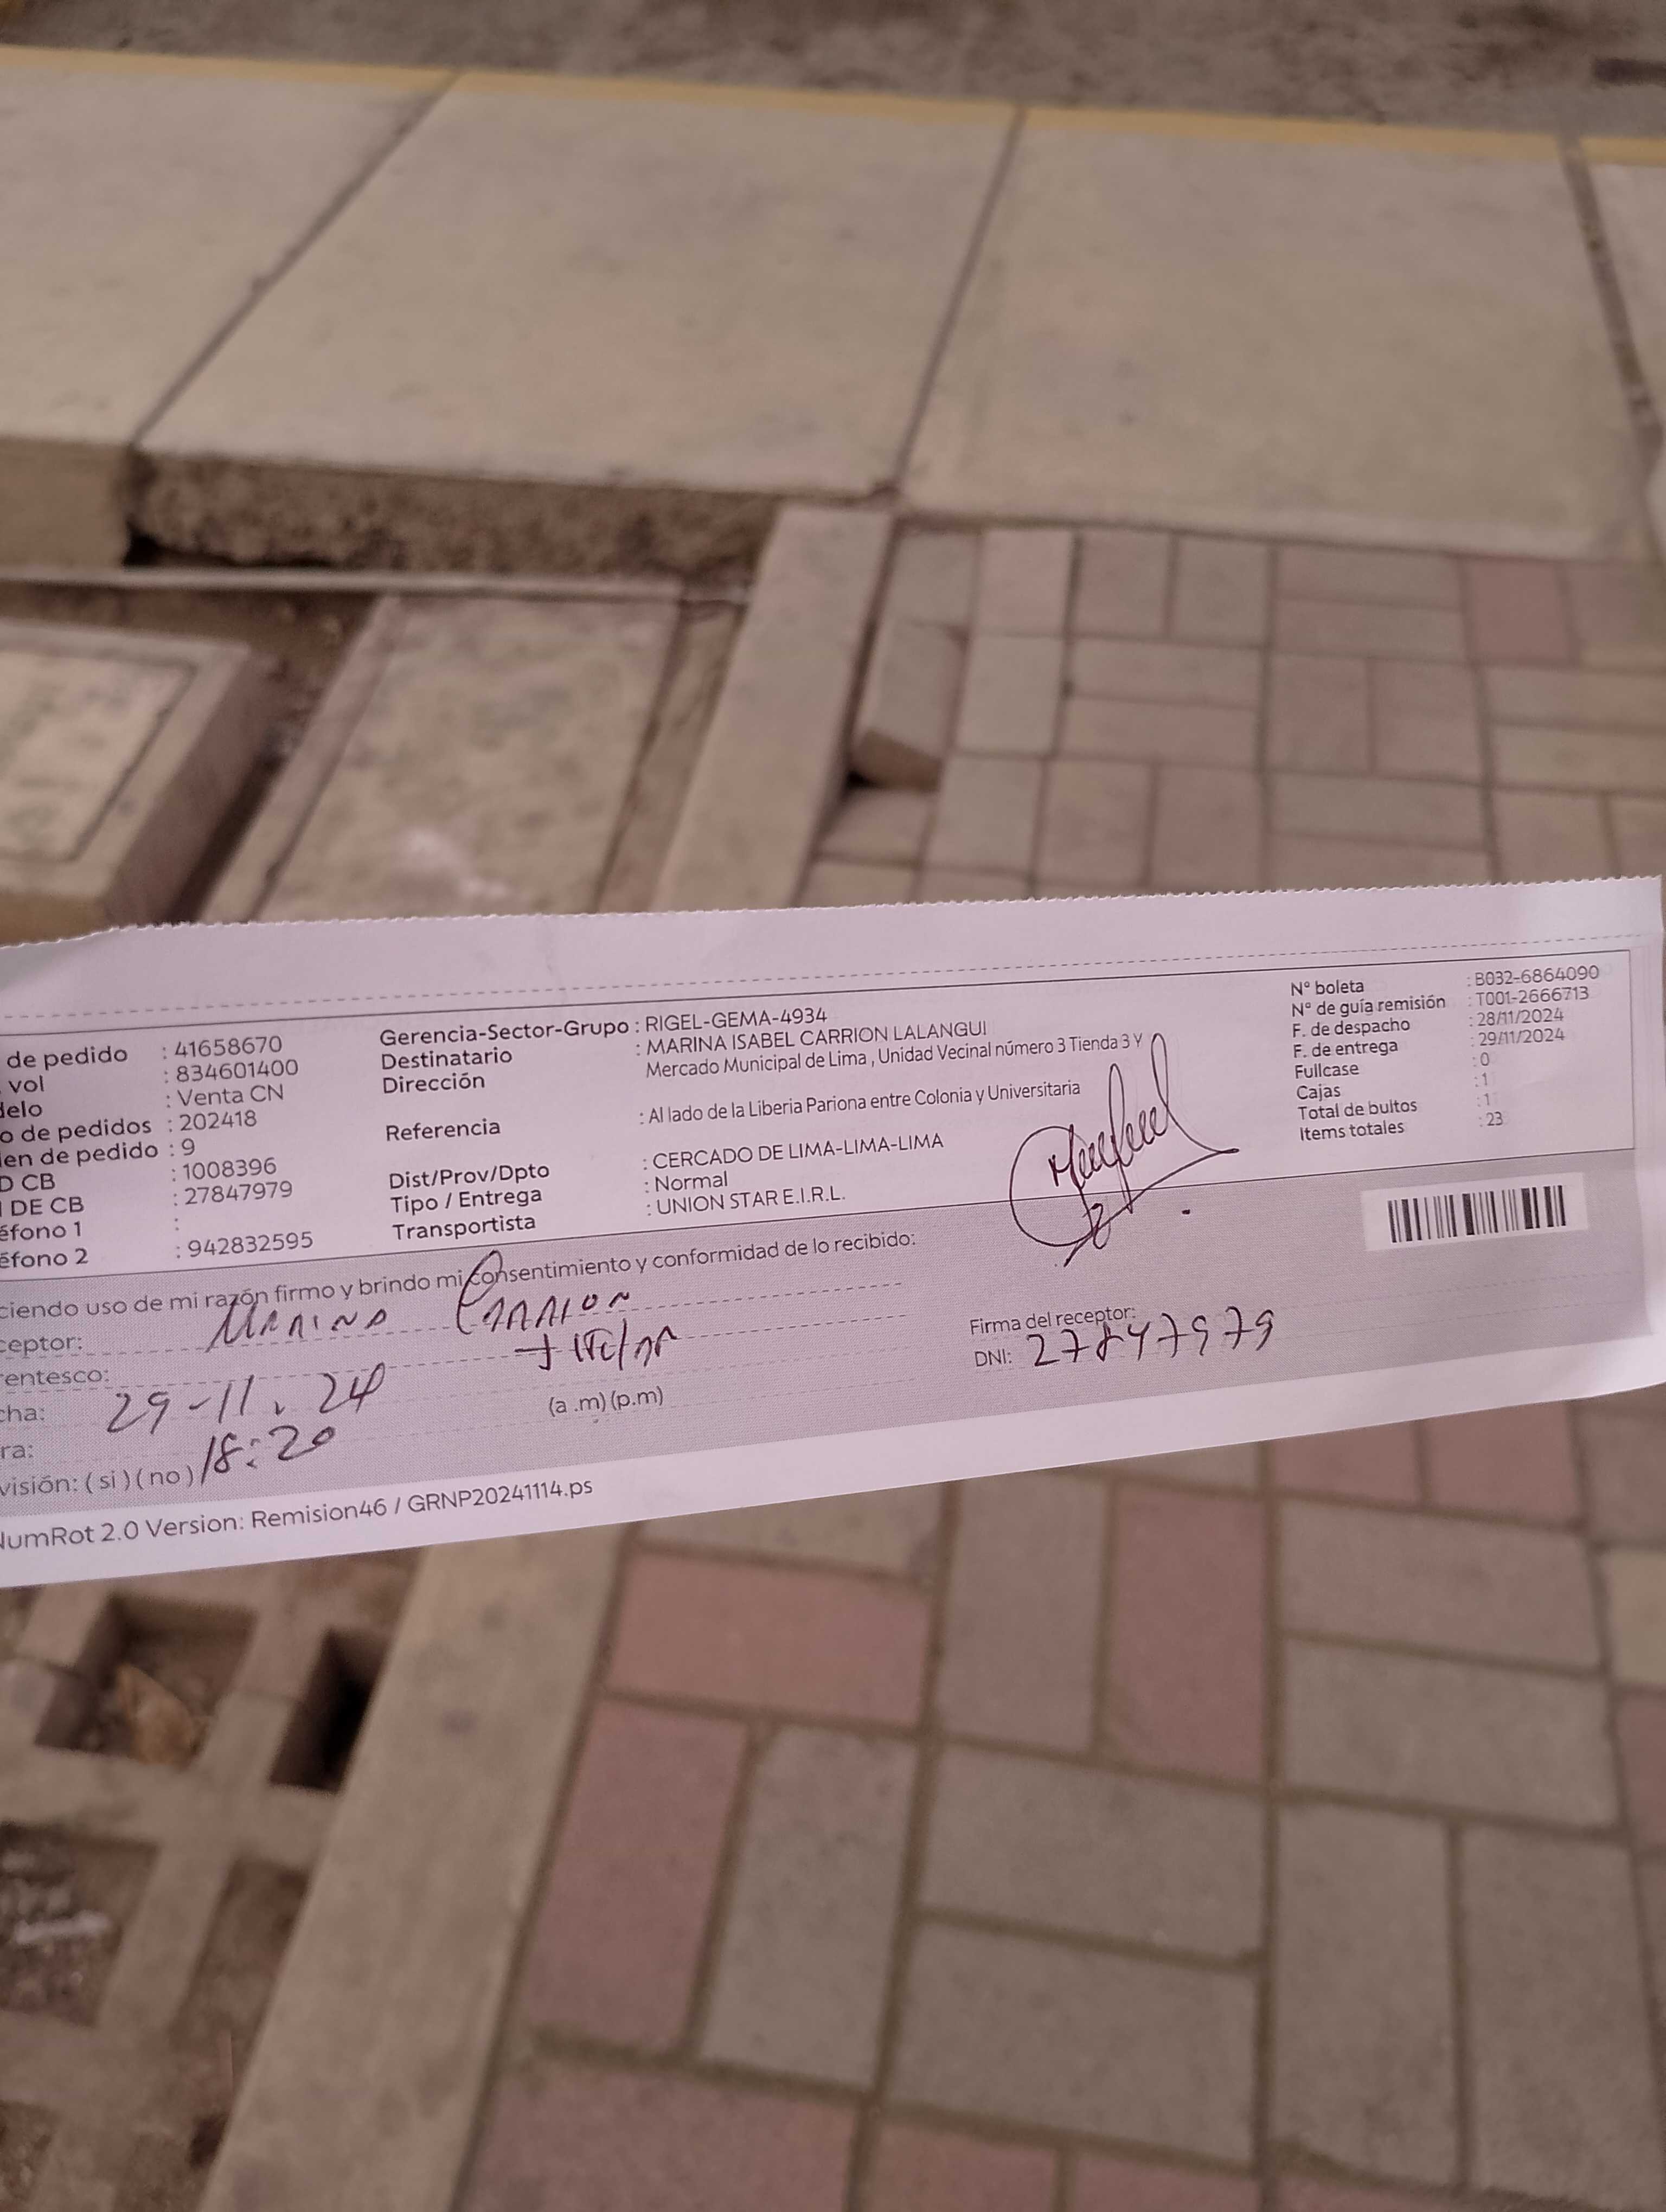 de pedido : 41658670
vol : 834601400
delo : Venta CN
o de pedidos : 202418
en de pedido : 9
D CB : 1008396
DE CB : 27847979
éfono 1 :
éfono 2 : 942832595
Gerencia-Sector-Grupo : RIGEL-GEMA-4934
Destinatario : MARINA ISABEL CARRION LALANGUI
Dirección Mercado Municipal de Lima , Unidad Vecinal número 3 Tienda 3 Y
Referencia : Al lado de la Liberia Pariona entre Colonia y Universitaria
Dist/Prov/Dpto : CERCADO DE LIMA-LIMA-LIMA
Tipo / Entrega : Normal
Transportista : UNION STAR E.I.R.L.
N° boleta : B032-6864090
N° de guía remisión : T001-2666713
F. de despacho : 28/11/2024
F. de entrega : 29/11/2024
Fullcase : 0
Cajas : 1
Total de bultos : 1
Items totales : 23
ciendo uso de mi razón firmo y brindo mi consentimiento y conformidad de lo recibido:
ceptor: Marina Carrion
rentesco:
cha: 29-11.24
ra: 18:20 (a .m) (p.m)
visión: ( si ) ( no )
Firma del receptor:
DNI: 27847979
NumRot 2.0 Version: Remision46 / GRNP20241114.ps